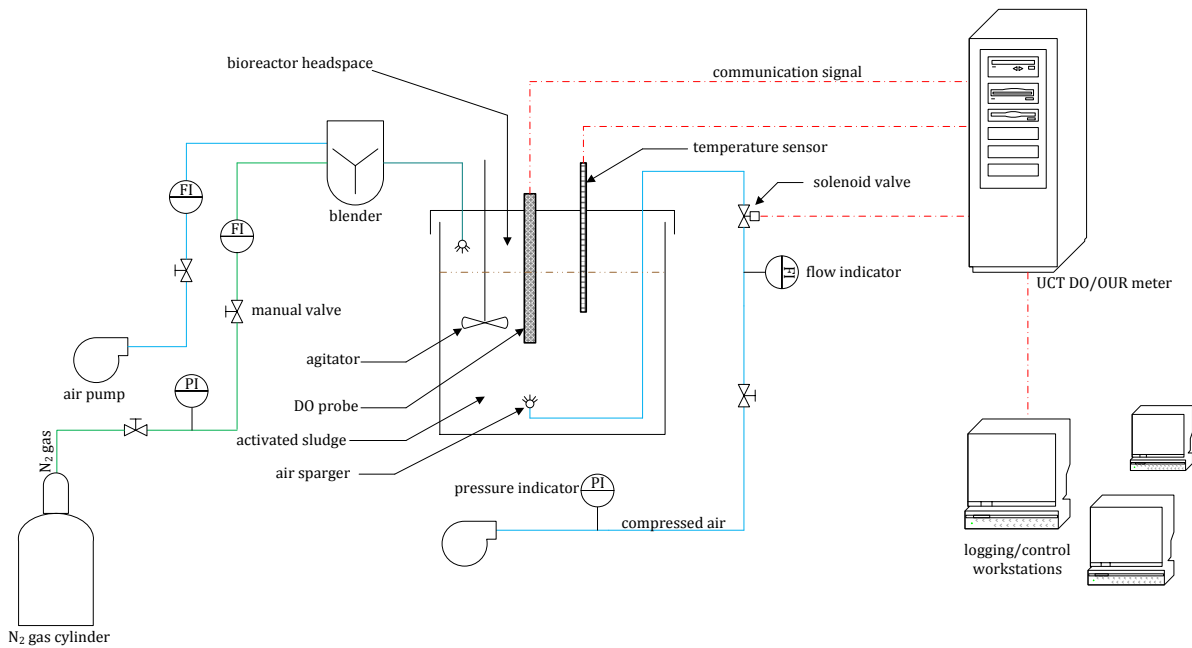 bioreactor headspace
communication signal
temperature sensor
solenoid valve
FI
blender
FI
FI
flow indicator
UCT DO/OUR meter
manual valve
agitator
air pump
PI
DO probe
activated sludge
N₂ gas
air sparger
pressure indicator
PI
compressed air
logging/control
workstations
N₂ gas cylinder